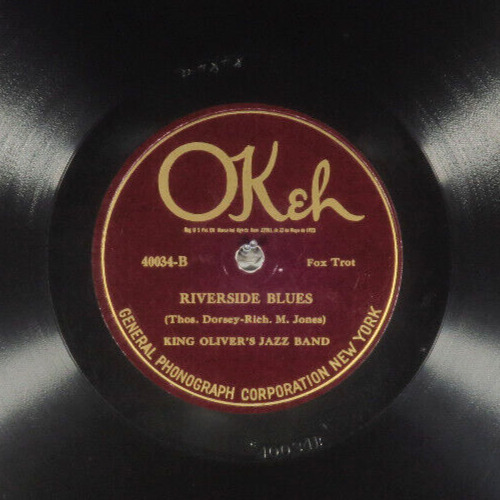 OKeh
40034-B
Fox Trot
RIVERSIDE BLUES
(Thos. Dorsey-Rich. M. Jones)
KING OLIVER'S JAZZ BAND
GENERAL PHONOGRAPH CORPORATION NEW YORK